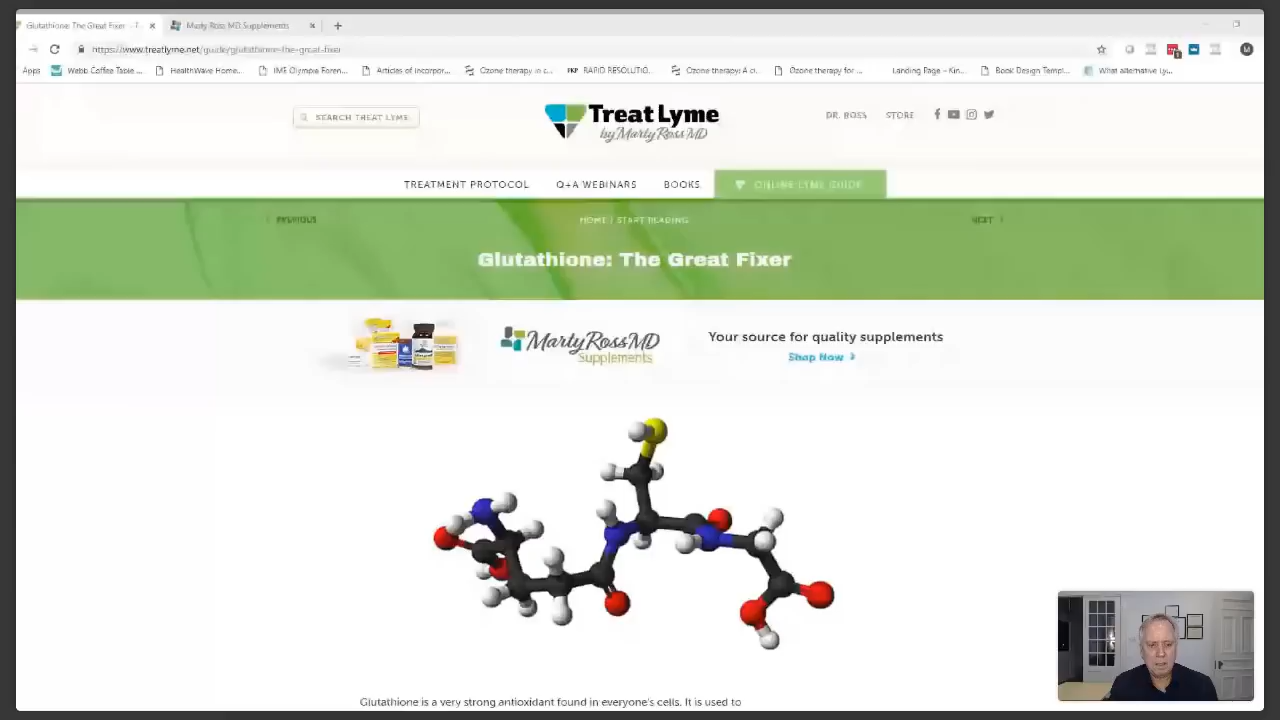 Glutathione: The Great Fixer
Marty Ross MD Supplements
https://www.treatlyme.net/guide/glutathione-the-great-fixer
Apps Webb Coffee Table ... HealthWave Home... IME Olympia Foren... Articles of Incorpor... Ozone therapy in c... RAPID RESOLUTIO... Ozone therapy: A cl... Ozone therapy for ... Landing Page – Kin... Book Design Templ... What alternative Ly...
SEARCH TREAT LYME
Treat Lyme
by Marty Ross MD
DR. ROSS STORE
TREATMENT PROTOCOL Q+A WEBINARS BOOKS ONLINE LYME GUIDE
PREVIOUS HOME / START READING NEXT
Glutathione: The Great Fixer
Marty Ross MD
Supplements
Your source for quality supplements
Shop Now
Glutathione is a very strong antioxidant found in everyone's cells. It is used to